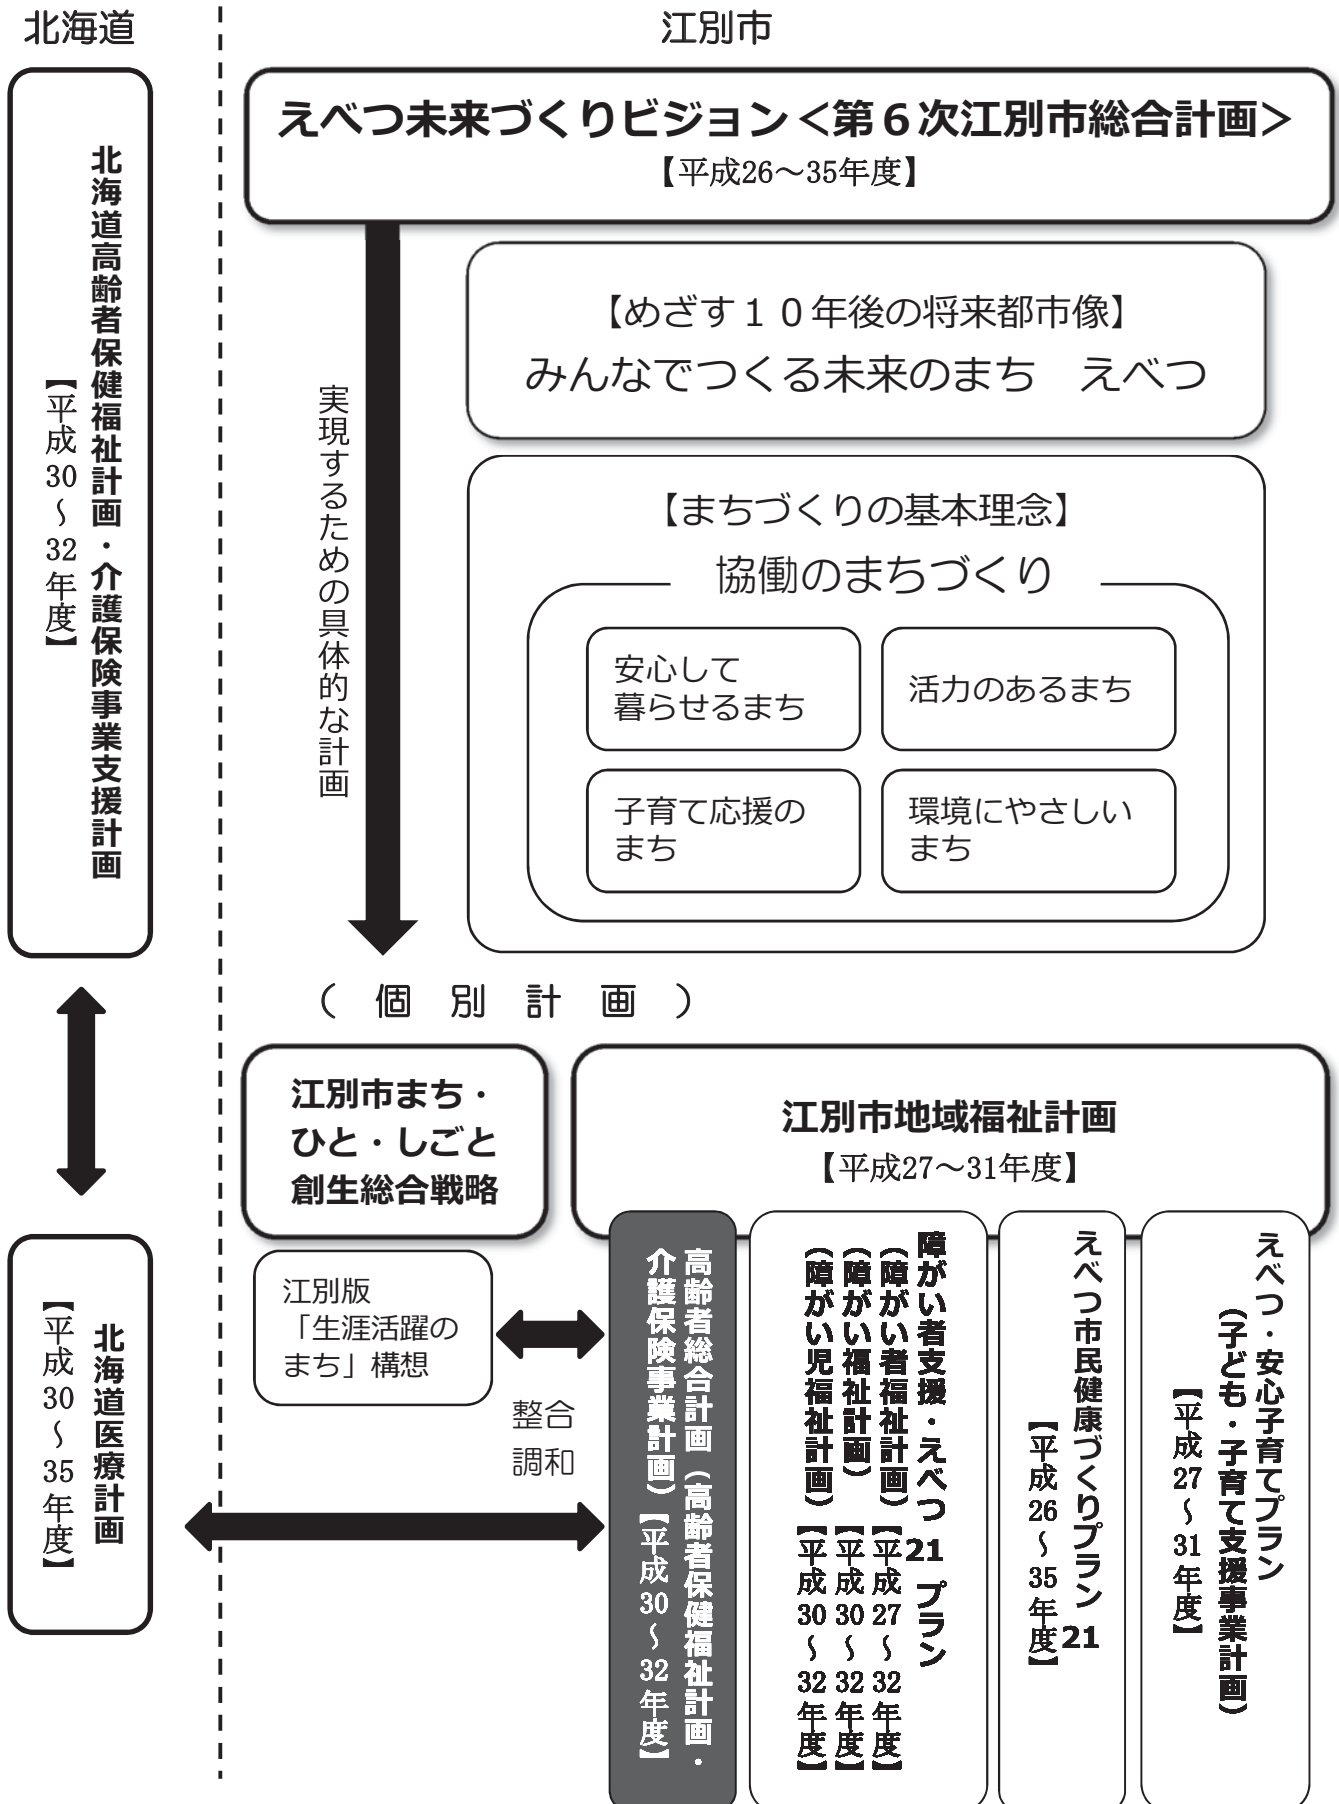 北海道
江別市
北海道高齢者保健福祉計画・介護保険事業支援計画
【平成30～32年度】
えべつ未来づくりビジョン＜第６次江別市総合計画＞
【平成26～35年度】
実現するための具体的な計画
【めざす１０年後の将来都市像】
みんなでつくる未来のまち　えべつ
【まちづくりの基本理念】
協働のまちづくり
安心して
暮らせるまち
活力のあるまち
子育て応援の
まち
環境にやさしい
まち
（個別計画）
江別市まち・
ひと・しごと
創生総合戦略
江別市地域福祉計画
【平成27～31年度】
北海道医療計画
【平成30～35年度】
江別版
「生涯活躍の
まち」構想
整合
調和
高齢者総合計画（高齢者保健福祉計画・
介護保険事業計画）【平成30～32年度】
障がい者支援・えべつ21プラン
（障がい者福祉計画）【平成27～32年度】
（障がい福祉計画）【平成30～32年度】
（障がい児福祉計画）【平成30～32年度】
えべつ市民健康づくりプラン21
【平成26～35年度】
えべつ・安心子育てプラン
（子ども・子育て支援事業計画）
【平成27～31年度】